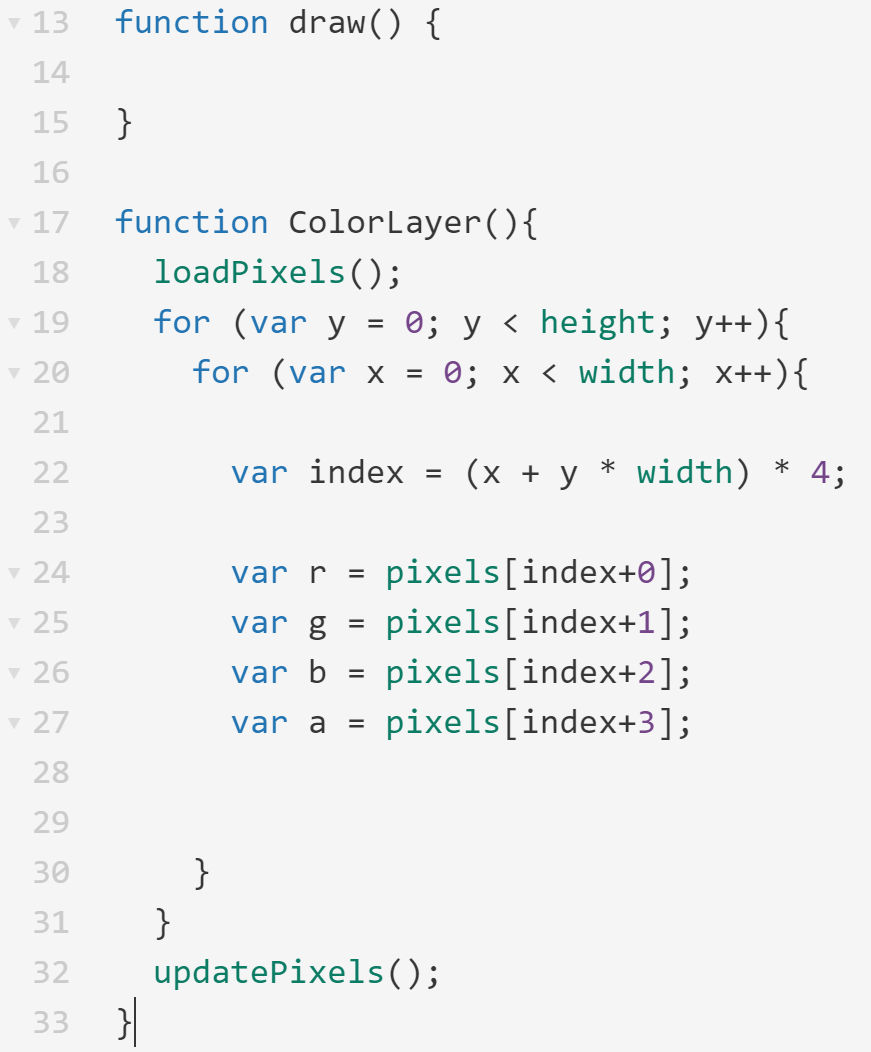 13 function draw() {
14
15 }
16
17 function ColorLayer(){
18 loadPixels();
19 for (var y = 0; y < height; y++){
20 for (var x = 0; x < width; x++){
21
22 var index = (x + y * width) * 4;
23
24 var r = pixels[index+0];
25 var g = pixels[index+1];
26 var b = pixels[index+2];
27 var a = pixels[index+3];
28
29
30 }
31 }
32 updatePixels();
33 }